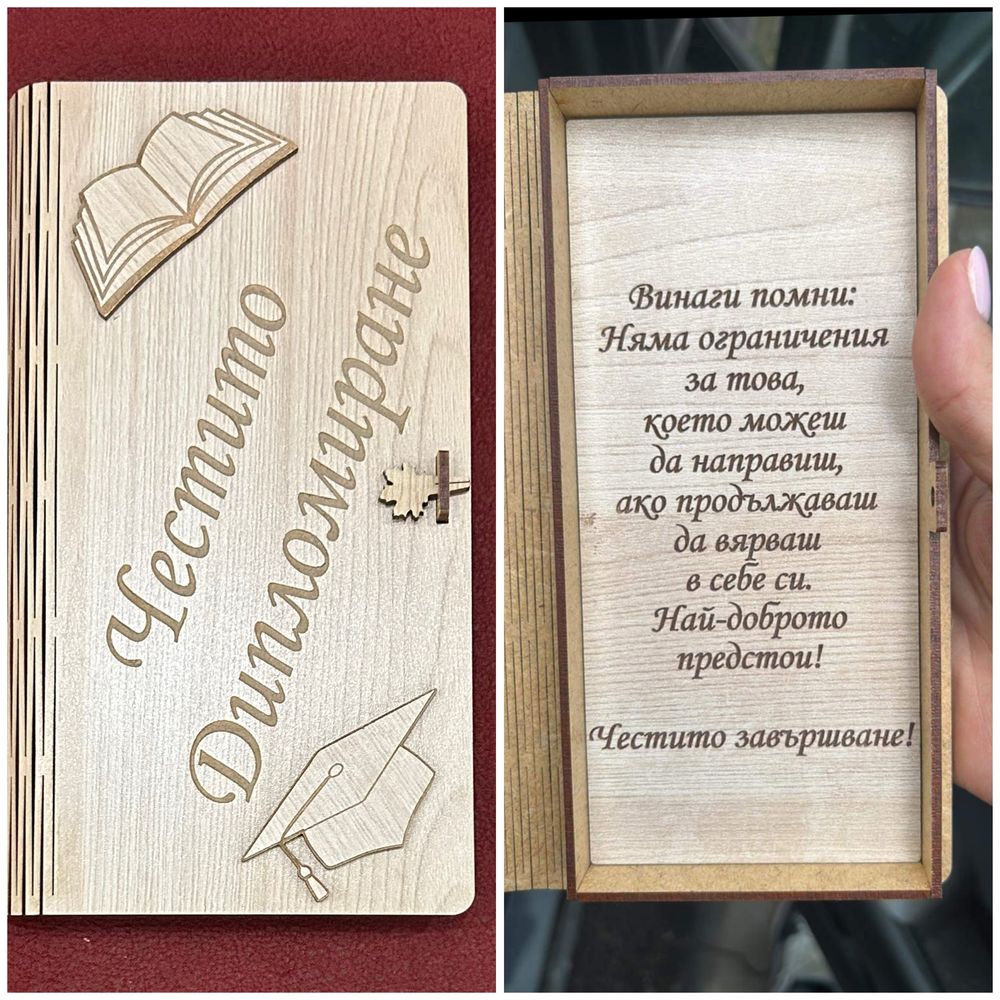 Честито
Дипломиране
Винаги помни:
Няма ограничения
за това,
което можеш
да направиш,
ако продължаваш
да вярваш
в себе си.
Най-доброто
предстои!
Честито завършване!